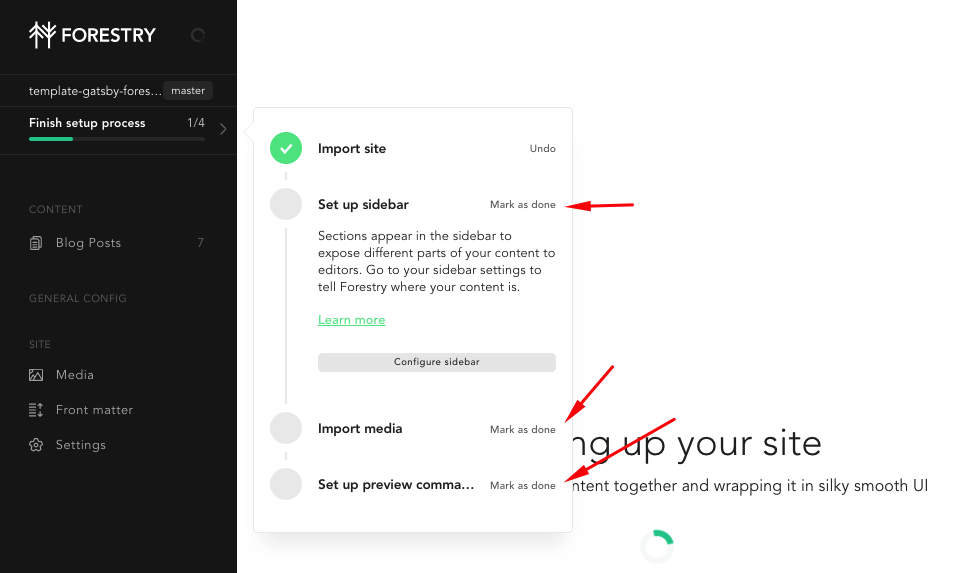 FORESTRY
template-gatsby-fores... master
Finish setup process 1/4
CONTENT
Blog Posts 7
GENERAL CONFIG
SITE
Media
Front matter
Settings
Import site Undo
Set up sidebar Mark as done
Sections appear in the sidebar to
expose different parts of your content to
editors. Go to your sidebar settings to
tell Forestry where your content is.
Learn more
Configure sidebar
Import media Mark as done
Set up preview comma... Mark as done
up your site
together and wrapping it in silky smooth UI